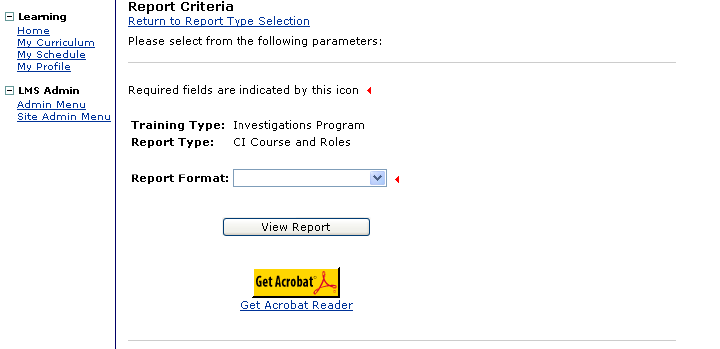 Learning
Home
My Curriculum
My Schedule
My Profile
LMS Admin
Admin Menu
Site Admin Menu
Report Criteria
Return to Report Type Selection
Please select from the following parameters:
Required fields are indicated by this icon
Training Type: Investigations Program
Report Type: CI Course and Roles
Report Format:
View Report
Get Acrobat
Get Acrobat Reader